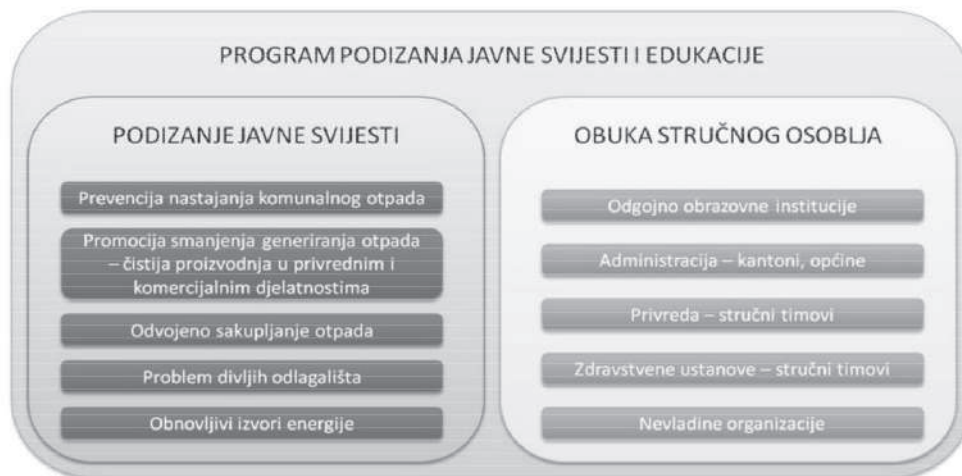 PROGRAM PODIZANJA JAVNE SVIJESTI I EDUKACIJE
PODIZANJE JAVNE SVIJESTI
Prevencija nastajanja komunalnog otpada
Promocija smanjenja generiranja otpada
– čistija proizvodnja u privrednim i
komercijalnim djelatnostima
Odvojeno sakupljanje otpada
Problem divljih odlagališta
Obnovljivi izvori energije
OBUKA STRUČNOG OSOBLJA
Odgojno obrazovne institucije
Administracija – kantoni, općine
Privreda – stručni timovi
Zdravstvene ustanove – stručni timovi
Nevladine organizacije